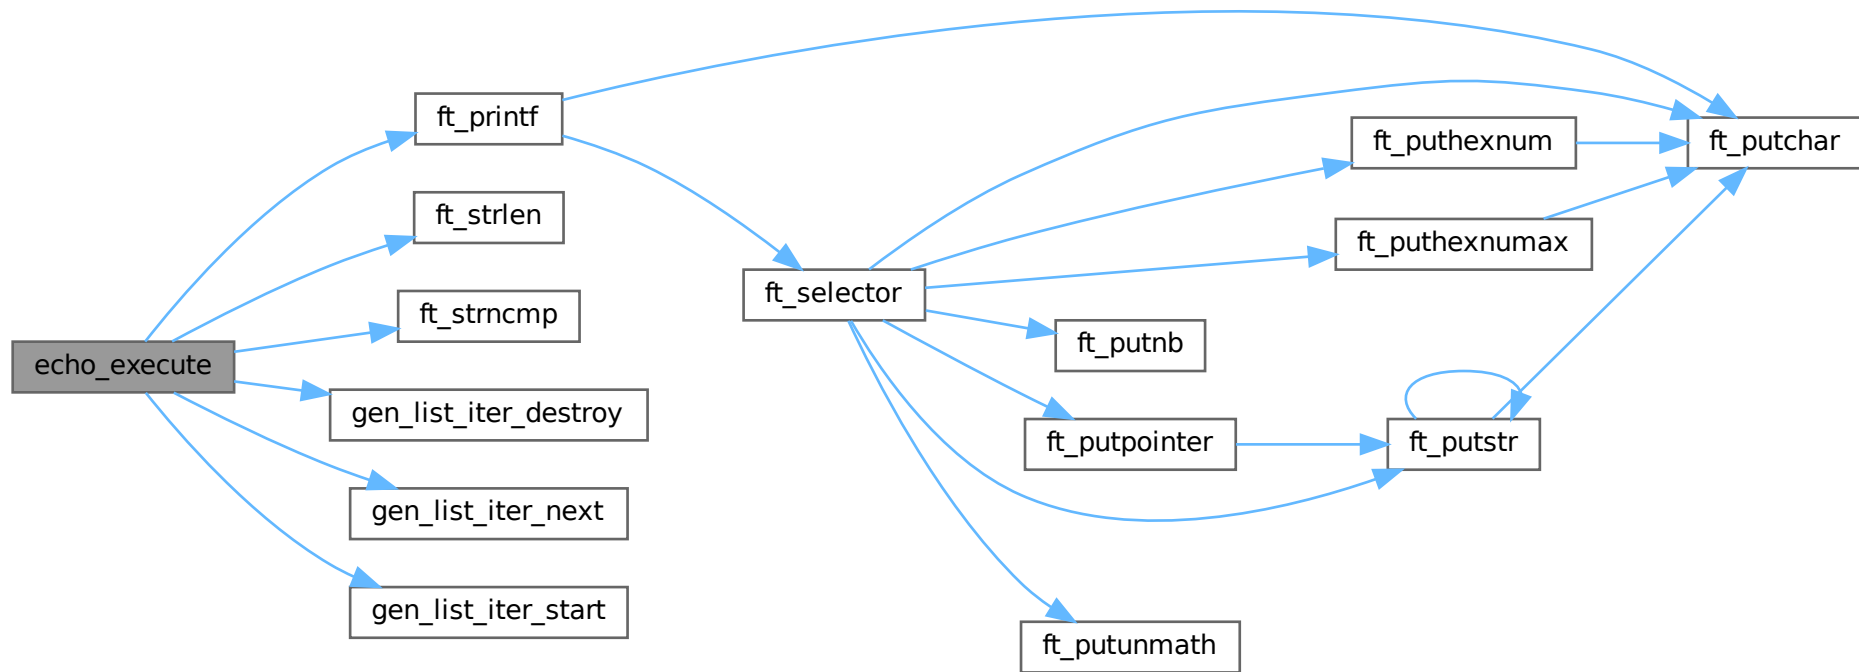 echo_execute
ft_printf
ft_strlen
ft_strncmp
gen_list_iter_destroy
gen_list_iter_next
gen_list_iter_start
ft_selector
ft_putnb
ft_putpointer
ft_putunmath
ft_puthexnum
ft_puthexnumax
ft_putstr
ft_putchar